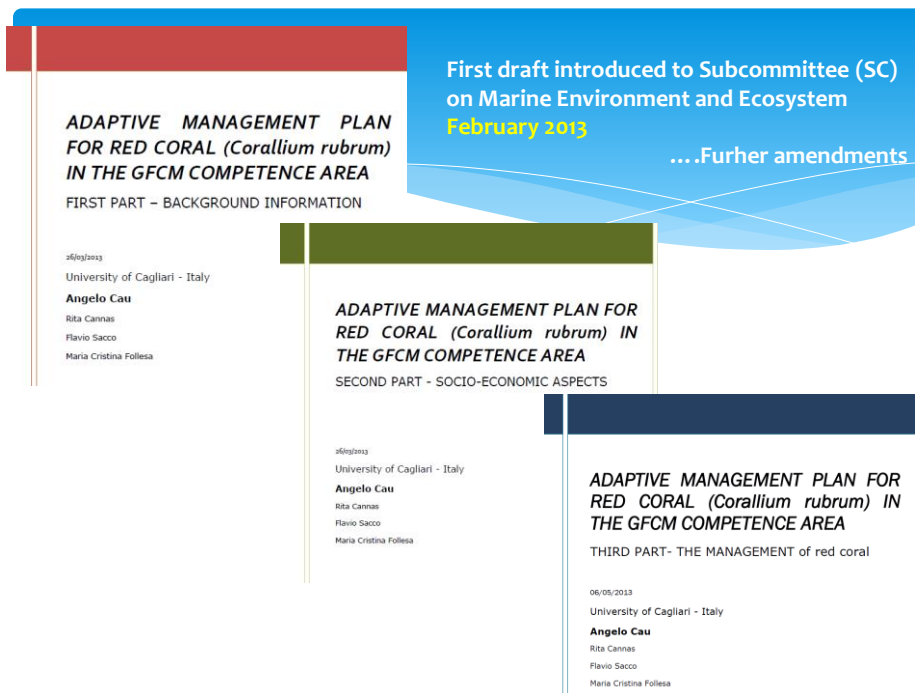 First draft introduced to Subcommittee (SC)
on Marine Environment and Ecosystem
February 2013
....Furher amendments
ADAPTIVE MANAGEMENT PLAN
FOR RED CORAL (Corallium rubrum)
IN THE GFCM COMPETENCE AREA
FIRST PART – BACKGROUND INFORMATION
26/03/2013
University of Cagliari - Italy
Angelo Cau
Rita Cannas
Flavio Sacco
Maria Cristina Follesa
ADAPTIVE MANAGEMENT PLAN FOR
RED CORAL (Corallium rubrum) IN
THE GFCM COMPETENCE AREA
SECOND PART - SOCIO-ECONOMIC ASPECTS
26/03/2013
University of Cagliari - Italy
Angelo Cau
Rita Cannas
Flavio Sacco
Maria Cristina Follesa
ADAPTIVE MANAGEMENT PLAN FOR
RED CORAL (Corallium rubrum) IN
THE GFCM COMPETENCE AREA
THIRD PART- THE MANAGEMENT of red coral
06/05/2013
University of Cagliari - Italy
Angelo Cau
Rita Cannas
Flavio Sacco
Maria Cristina Follesa